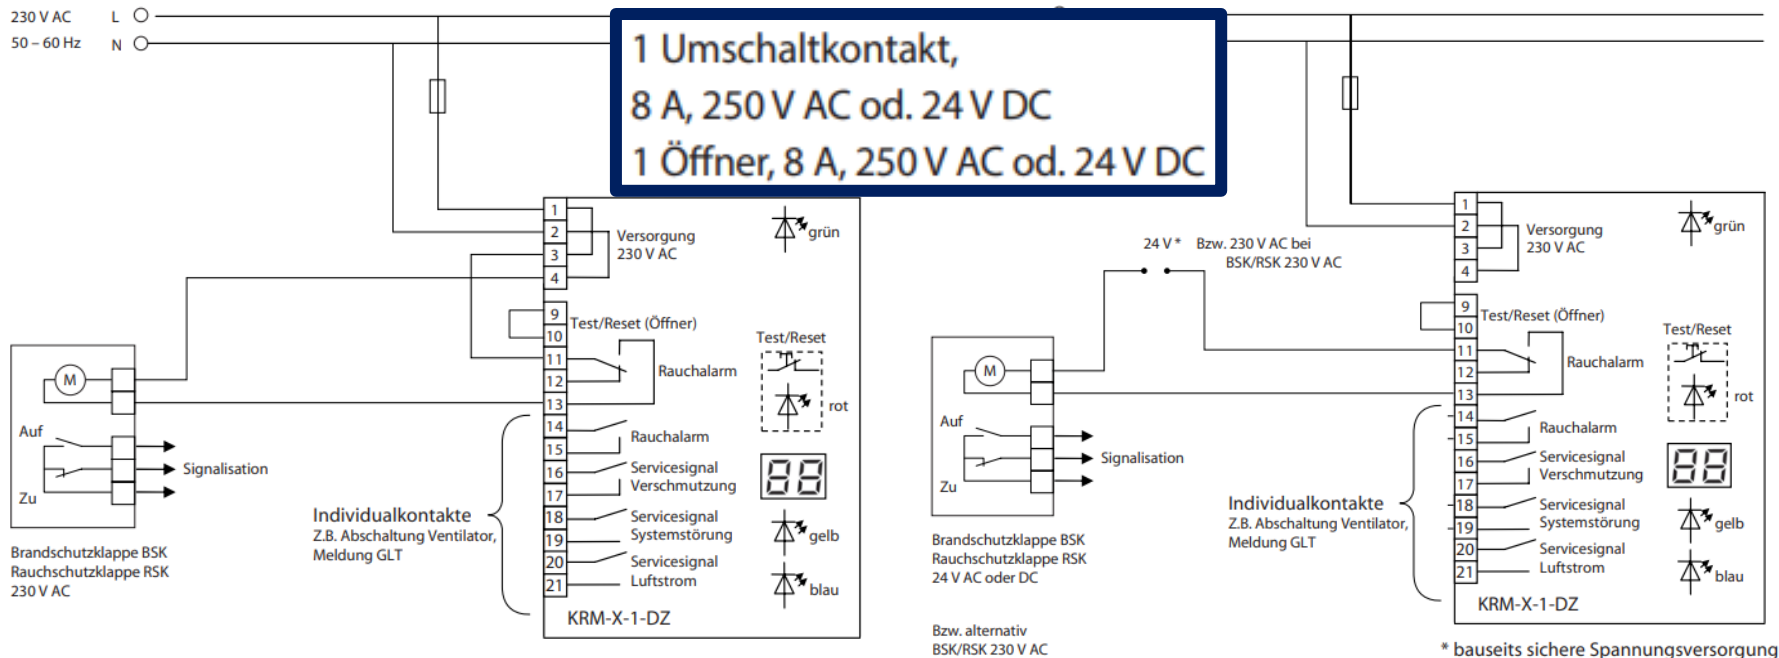 230 V AC
L
50 – 60 Hz
N
1 Umschaltkontakt,
8 A, 250 V AC od. 24 V DC
1 Öffner, 8 A, 250 V AC od. 24 V DC
1
2
3
4
Versorgung
230 V AC
grün
9
10
11
12
13
14
15
16
17
18
19
20
21
Test/Reset (Öffner)
Rauchalarm
Test/Reset
rot
Rauchalarm
Servicesignal
Verschmutzung
88
Servicesignal
Systemstörung
gelb
Servicesignal
Luftstrom
blau
KRM-X-1-DZ
M
Auf
Zu
Signalisation
Brandschutzklappe BSK
Rauchschutzklappe RSK
230 V AC
Individualkontakte
Z.B. Abschaltung Ventilator,
Meldung GLT
24 V * Bzw. 230 V AC bei
BSK/RSK 230 V AC
1
2
3
4
Versorgung
230 V AC
grün
9
10
11
12
13
14
15
16
17
18
19
20
21
Test/Reset (Öffner)
Rauchalarm
Test/Reset
rot
Rauchalarm
Servicesignal
Verschmutzung
88
Servicesignal
Systemstörung
gelb
Servicesignal
Luftstrom
blau
KRM-X-1-DZ
M
Auf
Zu
Signalisation
Brandschutzklappe BSK
Rauchschutzklappe RSK
24 V AC oder DC
Bzw. alternativ
BSK/RSK 230 V AC
Individualkontakte
Z.B. Abschaltung Ventilator,
Meldung GLT
* bauseits sichere Spannungsversorgung